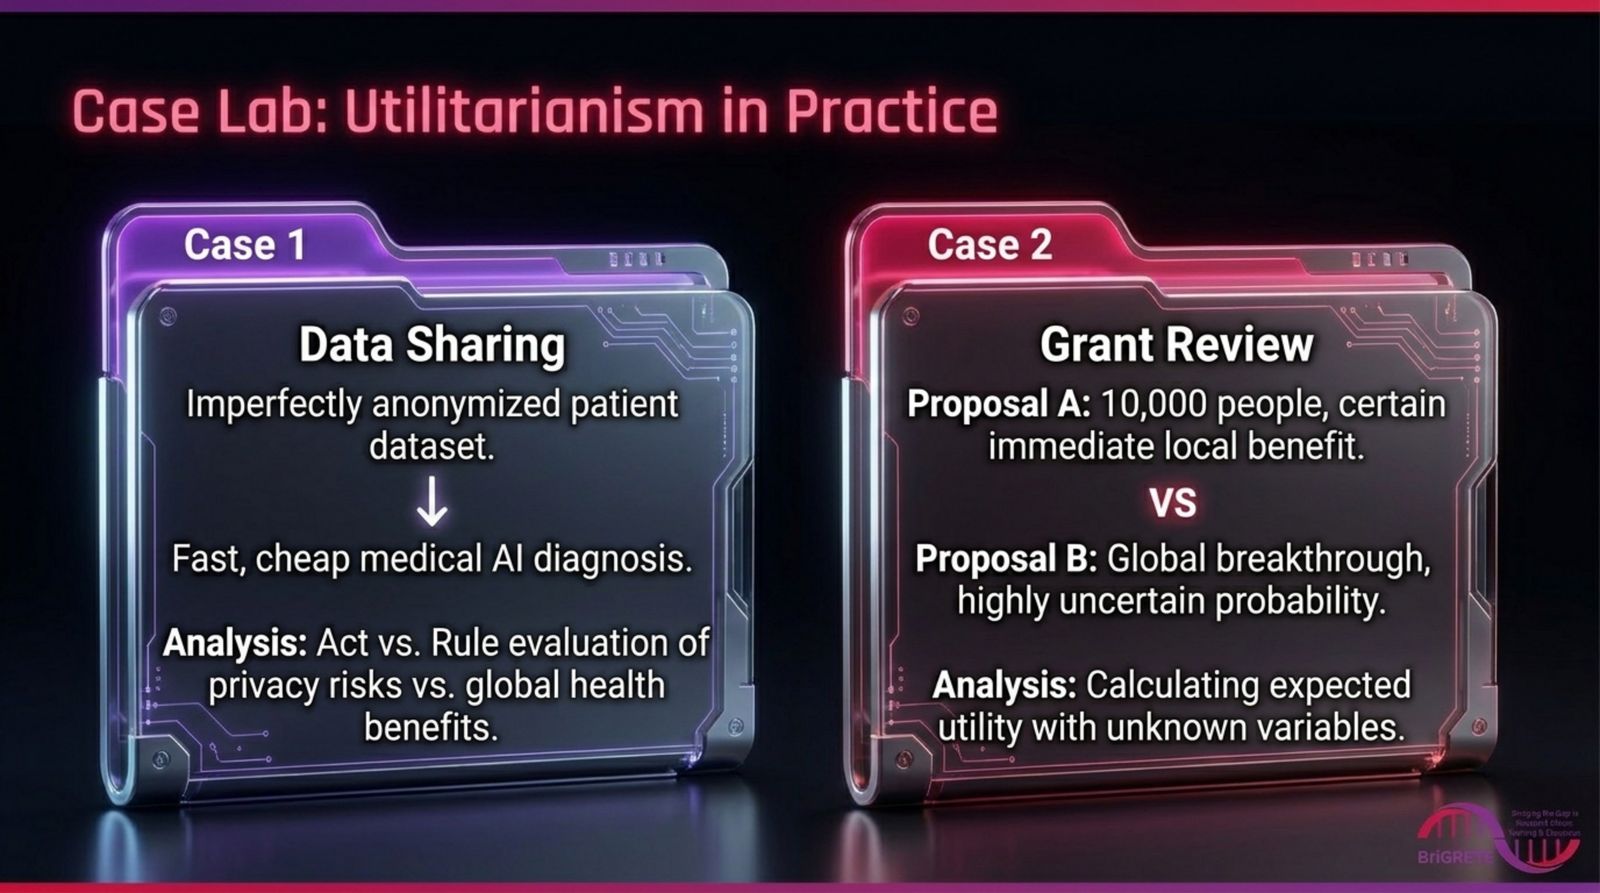 Case Lab: Utilitarianism in Practice
Case 1
Data Sharing
Imperfectly anonymized patient
dataset.
↓
Fast, cheap medical AI diagnosis.
Analysis: Act vs. Rule evaluation of
privacy risks vs. global health
benefits.
Case 2
Grant Review
Proposal A: 10,000 people, certain
immediate local benefit.
VS
Proposal B: Global breakthrough,
highly uncertain probability.
Analysis: Calculating expected
utility with unknown variables.
BriGRETE